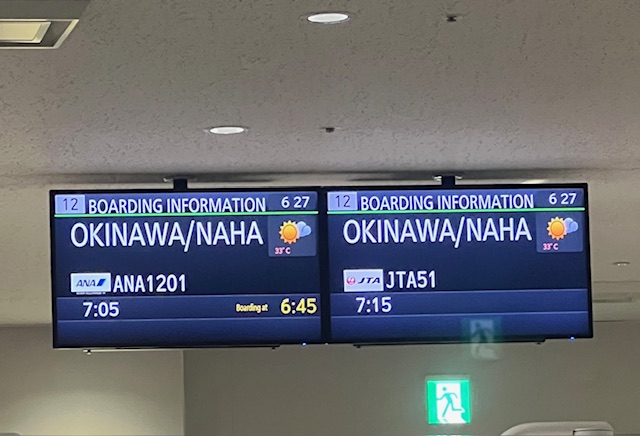 12 BOARDING INFORMATION 6 27
OKINAWA/NAHA
33°C
ANA ANA1201
7:05 Boarding at 6:45
12 BOARDING INFORMATION 6 27
OKINAWA/NAHA
33°C
JTA JTA51
7:15